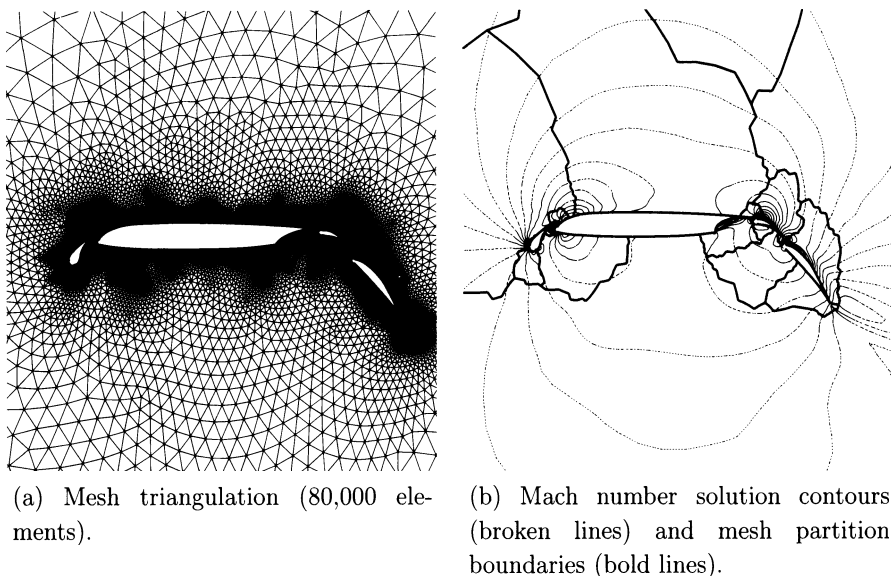 (a) Mesh triangulation (80,000 ele-
ments).
(b) Mach number solution contours
(broken lines) and mesh partition
boundaries (bold lines).